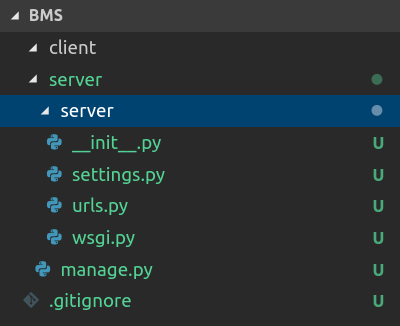 BMS
client
server
server
__init__.py U
settings.py U
urls.py U
wsgi.py U
manage.py U
.gitignore U